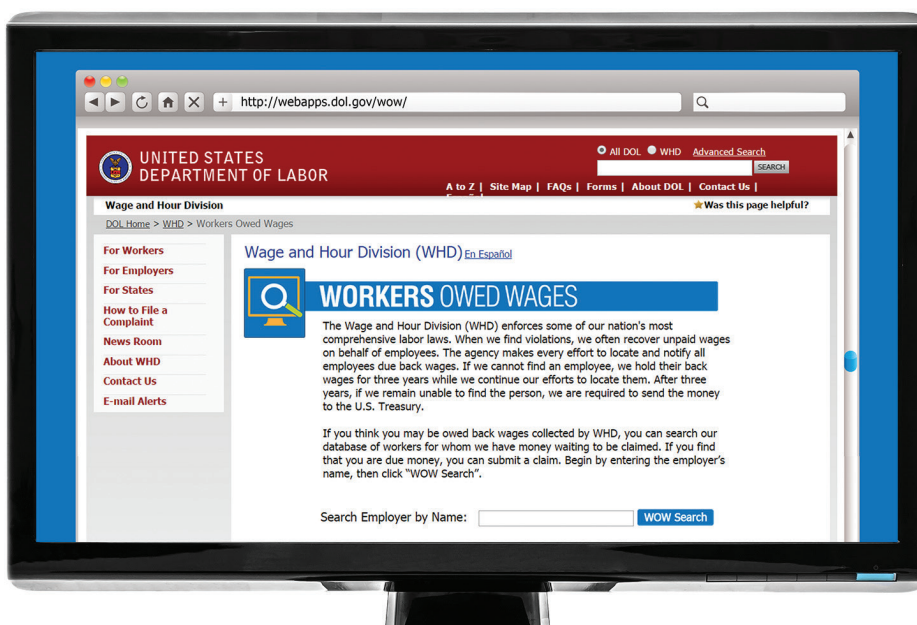 http://webapps.dol.gov/wow/
UNITED STATES
DEPARTMENT OF LABOR
All DOL WHD Advanced Search
SEARCH
A to Z | Site Map | FAQs | Forms | About DOL | Contact Us |
Wage and Hour Division
Was this page helpful?
DOL Home > WHD > Workers Owed Wages
For Workers
For Employers
For States
How to File a
Complaint
News Room
About WHD
Contact Us
E-mail Alerts
Wage and Hour Division (WHD) En Español
WORKERS OWED WAGES
The Wage and Hour Division (WHD) enforces some of our nation's most
comprehensive labor laws. When we find violations, we often recover unpaid wages
on behalf of employees. The agency makes every effort to locate and notify all
employees due back wages. If we cannot find an employee, we hold their back
wages for three years while we continue our efforts to locate them. After three
years, if we remain unable to find the person, we are required to send the money
to the U.S. Treasury.
If you think you may be owed back wages collected by WHD, you can search our
database of workers for whom we have money waiting to be claimed. If you find
that you are due money, you can submit a claim. Begin by entering the employer's
name, then click "WOW Search".
Search Employer by Name:
WOW Search